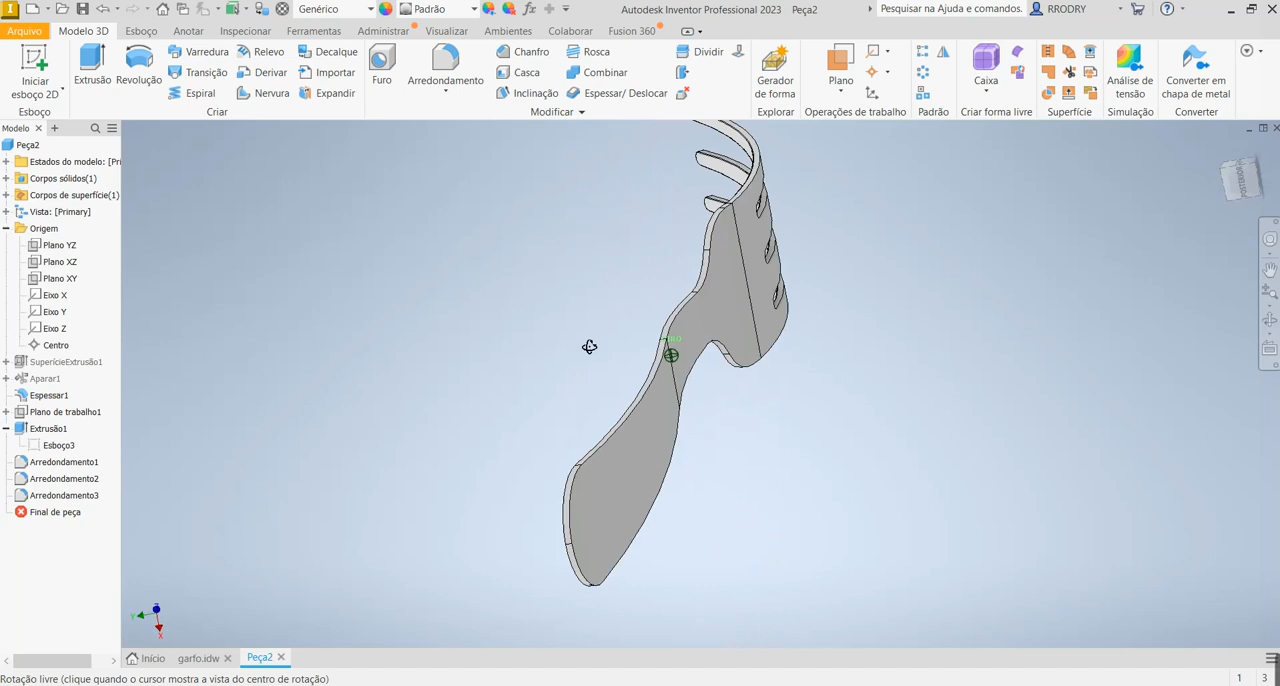 Genérico
Padrão
Autodesk Inventor Professional 2023 Peça2
Pesquisar na Ajuda e comandos.
RRODRY
Arquivo
Modelo 3D
Esboço
Anotar
Inspecionar
Ferramentas
Administrar
Visualizar
Ambientes
Colaborar
Fusion 360
Iniciar
esboço 2D
Extrusão
Revolução
Varredura
Relevo
Decalque
Transição
Derivar
Importar
Espiral
Nervura
Expandir
Furo
Arredondamento
Chanfro
Rosca
Casca
Combinar
Inclinação
Espessar/ Deslocar
Dividir
Gerador
de forma
Plano
Caixa
Análise de
tensão
Converter em
chapa de metal
Esboço
Criar
Modificar
Explorar
Operações de trabalho
Padrão
Criar forma livre
Superfície
Simulação
Converter
Modelo
Peça2
Estados do modelo: [Pri
Corpos sólidos(1)
Corpos de superfície(1)
Vista: [Primary]
Origem
Plano YZ
Plano XZ
Plano XY
Eixo X
Eixo Y
Eixo Z
Centro
SuperícieExtrusão1
Aparar1
Espessar1
Plano de trabalho1
Extrusão1
Esboço3
Arredondamento1
Arredondamento2
Arredondamento3
Final de peça
POSTERIOR
Y
Z
X
Início
garfo.idw
Peça2
Rotação livre (clique quando o cursor mostra a vista do centro de rotação)
1
3